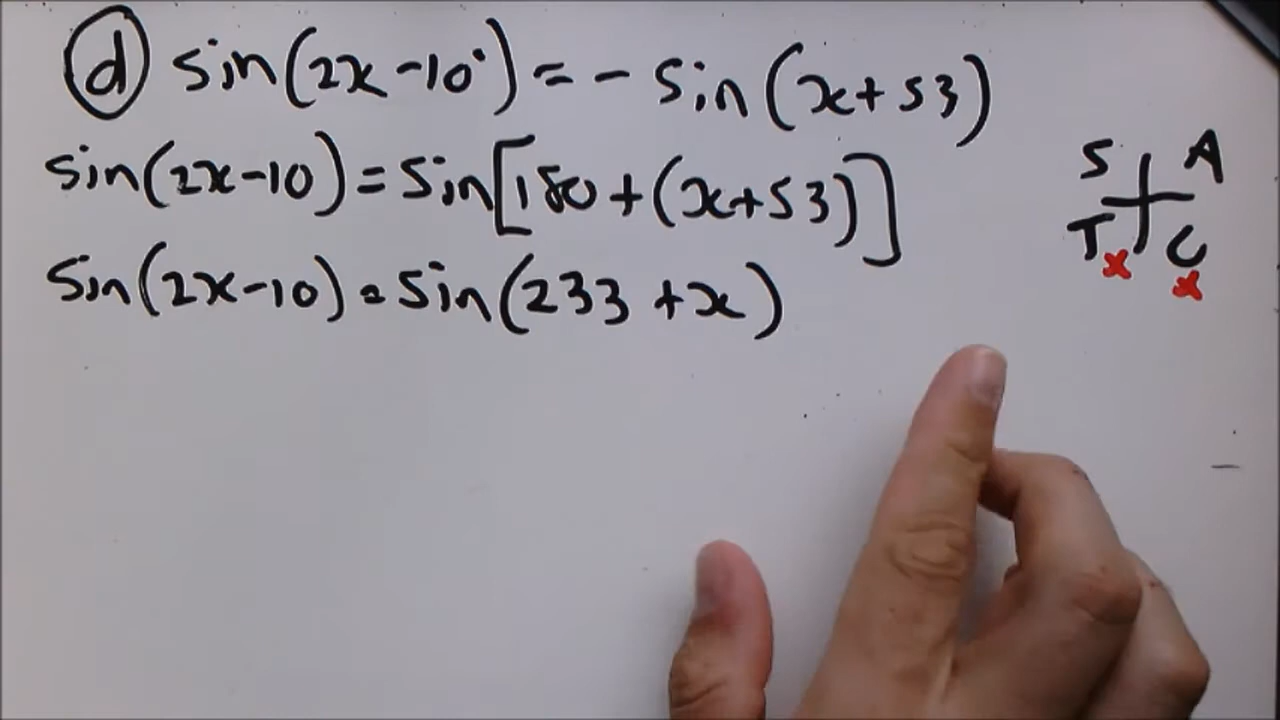 d sin(2x-10°)=-sin(x+53)
sin(2x-10)=sin[180+(x+53)]
sin(2x-10)=sin(233+x)
S A
T C
x x